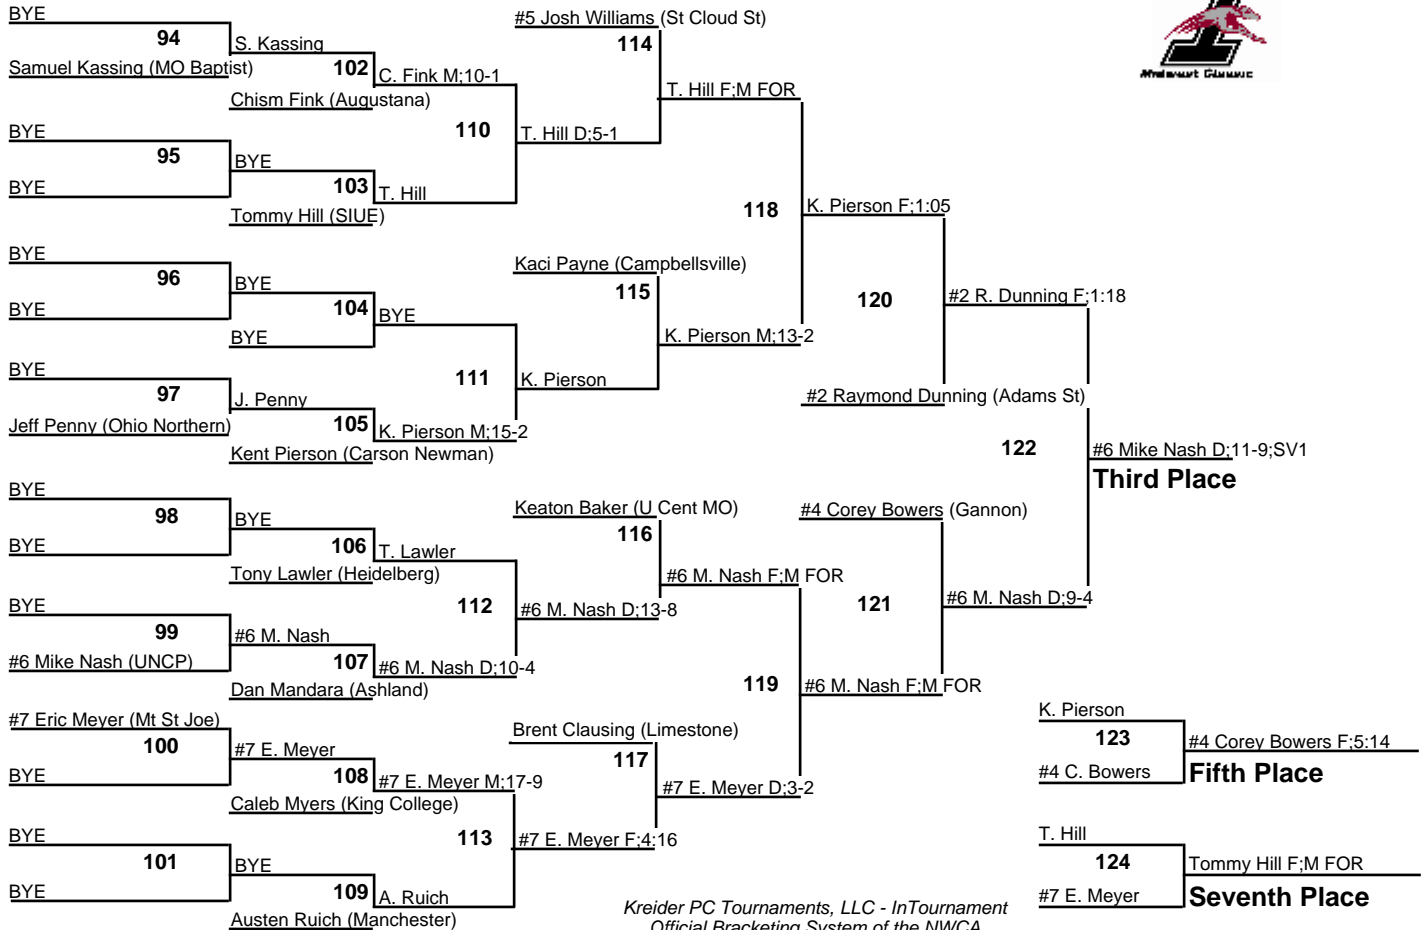 BYE
94
S. Kassing
Samuel Kassing (MO Baptist)
102
C. Fink M;10-1
Chism Fink (Augustana)
110
T. Hill D;5-1
BYE
95
BYE
BYE
103
T. Hill
Tommy Hill (SIUE)
#5 Josh Williams (St Cloud St)
114
T. Hill F;M FOR
118
K. Pierson F;1:05
BYE
96
BYE
BYE
104
BYE
BYE
111
K. Pierson
BYE
97
J. Penny
Jeff Penny (Ohio Northern)
105
K. Pierson M;15-2
Kent Pierson (Carson Newman)
Kaci Payne (Campbellsville)
115
K. Pierson M;13-2
120
#2 R. Dunning F;1:18
#2 Raymond Dunning (Adams St)
122
#6 Mike Nash D;11-9;SV1
Third Place
BYE
98
BYE
BYE
106
T. Lawler
Tony Lawler (Heidelberg)
112
#6 M. Nash D;13-8
BYE
99
#6 M. Nash
#6 Mike Nash (UNCP)
107
#6 M. Nash D;10-4
Dan Mandara (Ashland)
Keaton Baker (U Cent MO)
116
#6 M. Nash F;M FOR
#4 Corey Bowers (Gannon)
121
#6 M. Nash D;9-4
119
#6 M. Nash F;M FOR
#7 Eric Meyer (Mt St Joe)
100
#7 E. Meyer
BYE
108
#7 E. Meyer M;17-9
Caleb Myers (King College)
113
#7 E. Meyer F;4:16
BYE
101
BYE
BYE
109
A. Ruich
Austen Ruich (Manchester)
Brent Clausing (Limestone)
117
#7 E. Meyer D;3-2
K. Pierson
123
#4 Corey Bowers F;5:14
#4 C. Bowers
Fifth Place
T. Hill
124
Tommy Hill F;M FOR
#7 E. Meyer
Seventh Place
Kreider PC Tournaments, LLC - InTournament
Official Bracketing System of the NWCA
Midwest Classic